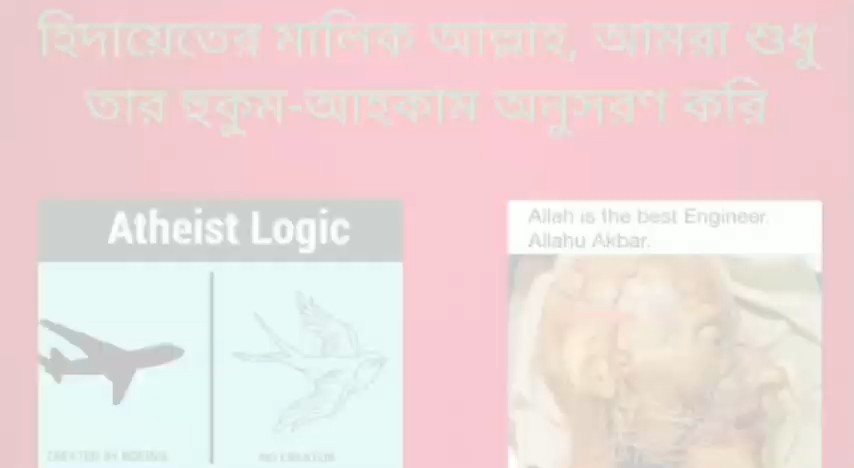 হিদায়েতের মালিক আল্লাহ, আমরা শুধু
তার হুকুম-আহকাম অনুসরণ করি
Atheist Logic
CREATED BY BOEING
NO CREATOR
Allah is the best Engineer.
Allahu Akbar.